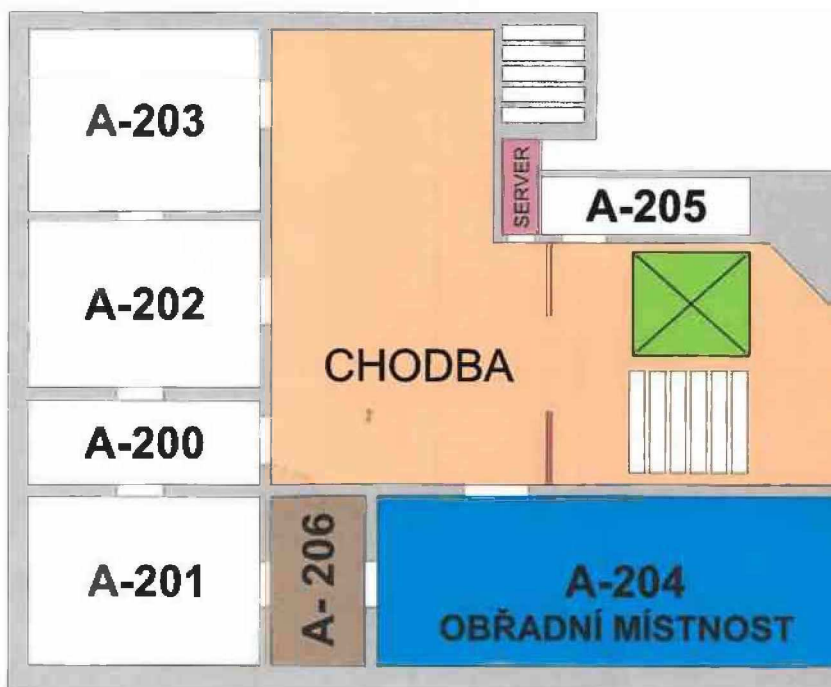 A-203
SERVER
A-205
A-202
CHODBA
A-200
A-201
A- 206
A-204
OBŘADNÍ MÍSTNOST